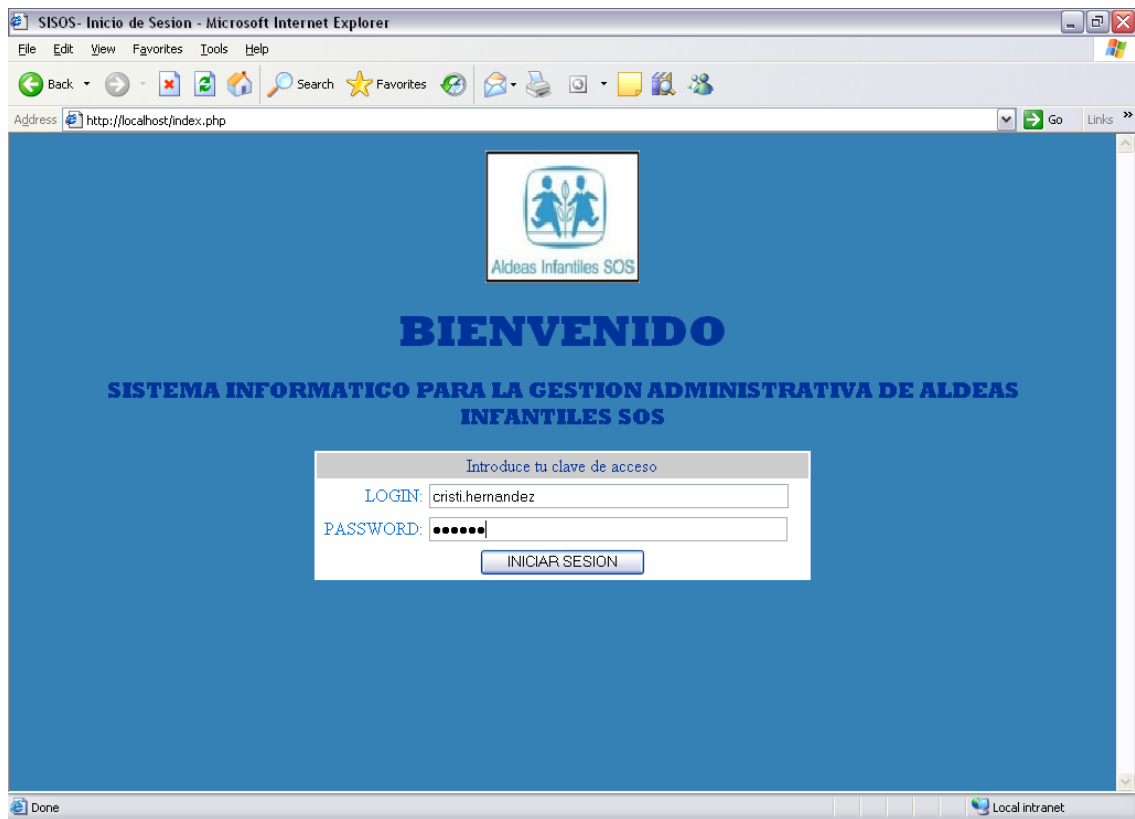 SISOS- Inicio de Sesion - Microsoft Internet Explorer
File Edit View Favorites Tools Help
Back Search Favorites
Address http://localhost/index.php Go Links »
Aldeas Infantiles SOS
BIENVENIDO
SISTEMA INFORMATICO PARA LA GESTION ADMINISTRATIVA DE ALDEAS
INFANTILES SOS
Introduce tu clave de acceso
LOGIN: cristi.hernandez
PASSWORD: ●●●●●●
INICIAR SESION
Done Local intranet